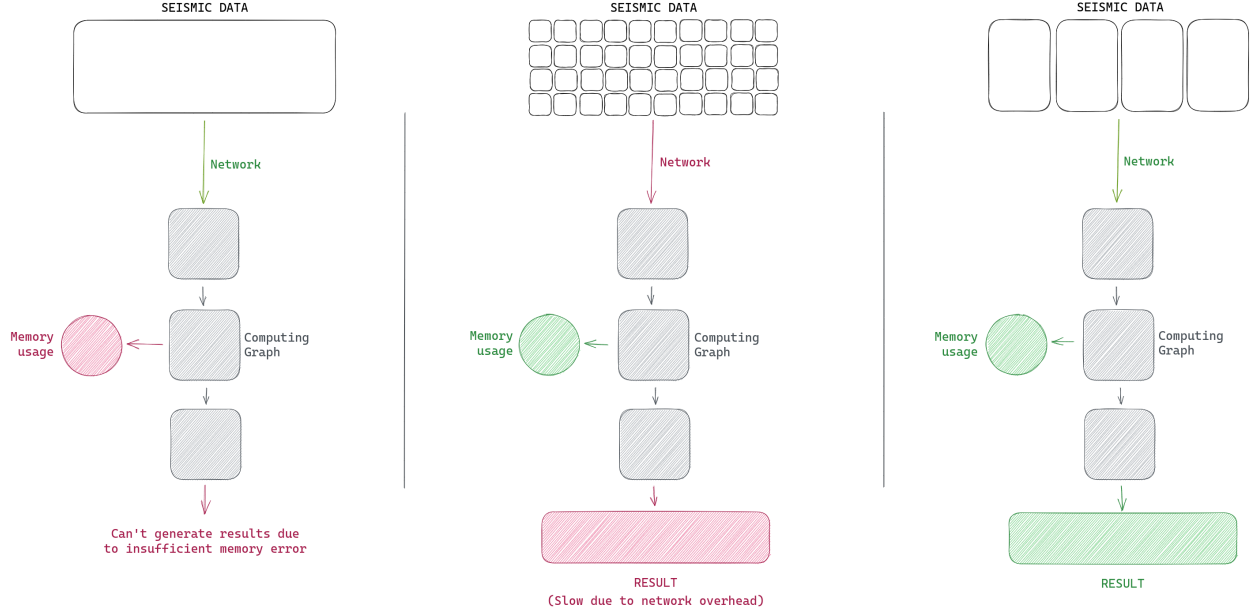 SEISMIC DATA
Network
Memory
usage
Computing
Graph
Can't generate results due
to insufficient memory error
SEISMIC DATA
Network
Memory
usage
Computing
Graph
RESULT
(Slow due to network overhead)
SEISMIC DATA
Network
Memory
usage
Computing
Graph
RESULT